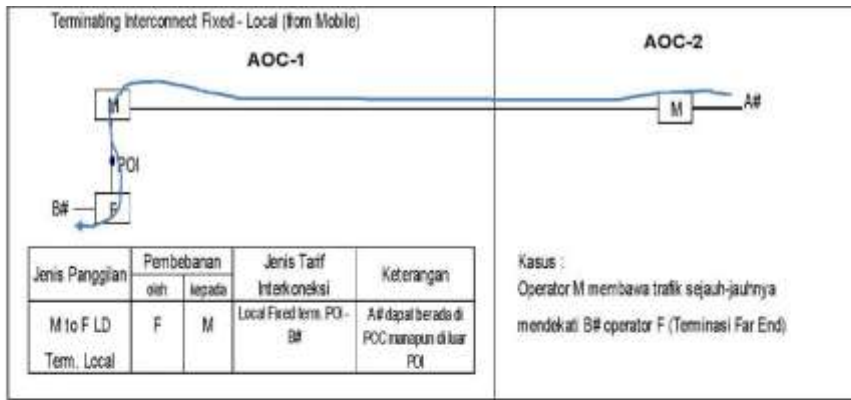 Terminating Interconnect Fixed - Local (from Mobile)
AOC-1
AOC-2
M
M
A#
POI
B#
F
Jenis Panggilan
Pembebanan
oleh
kepada
Jenis Tarif
Interkoneksi
Keterangan
M to F LD
Term. Local
F
M
Local Fixed term. POI -
B#
A# dapat berada di
POC manapun di luar
POI
Kasus :
Operator M membawa trafik sejauh-jauhnya
mendekati B# operator F (Terminasi Far End)